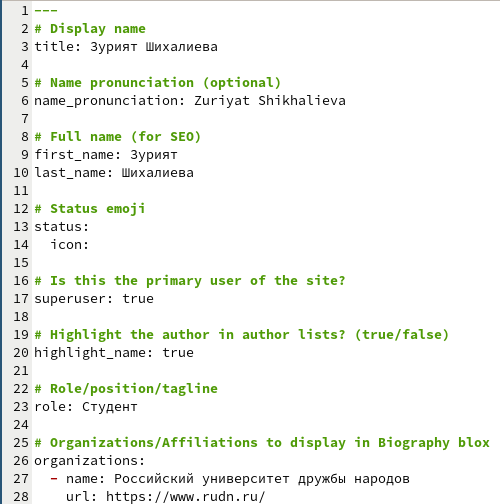 1 ---
2 # Display name
3 title: Зурият Шихалиева
4
5 # Name pronunciation (optional)
6 name_pronunciation: Zuriyat Shikhalieva
7
8 # Full name (for SEO)
9 first_name: Зурият
10 last_name: Шихалиева
11
12 # Status emoji
13 status:
14   icon:
15
16 # Is this the primary user of the site?
17 superuser: true
18
19 # Highlight the author in author lists? (true/false)
20 highlight_name: true
21
22 # Role/position/tagline
23 role: Студент
24
25 # Organizations/Affiliations to display in Biography blox
26 organizations:
27   - name: Российский университет дружбы народов
28     url: https://www.rudn.ru/